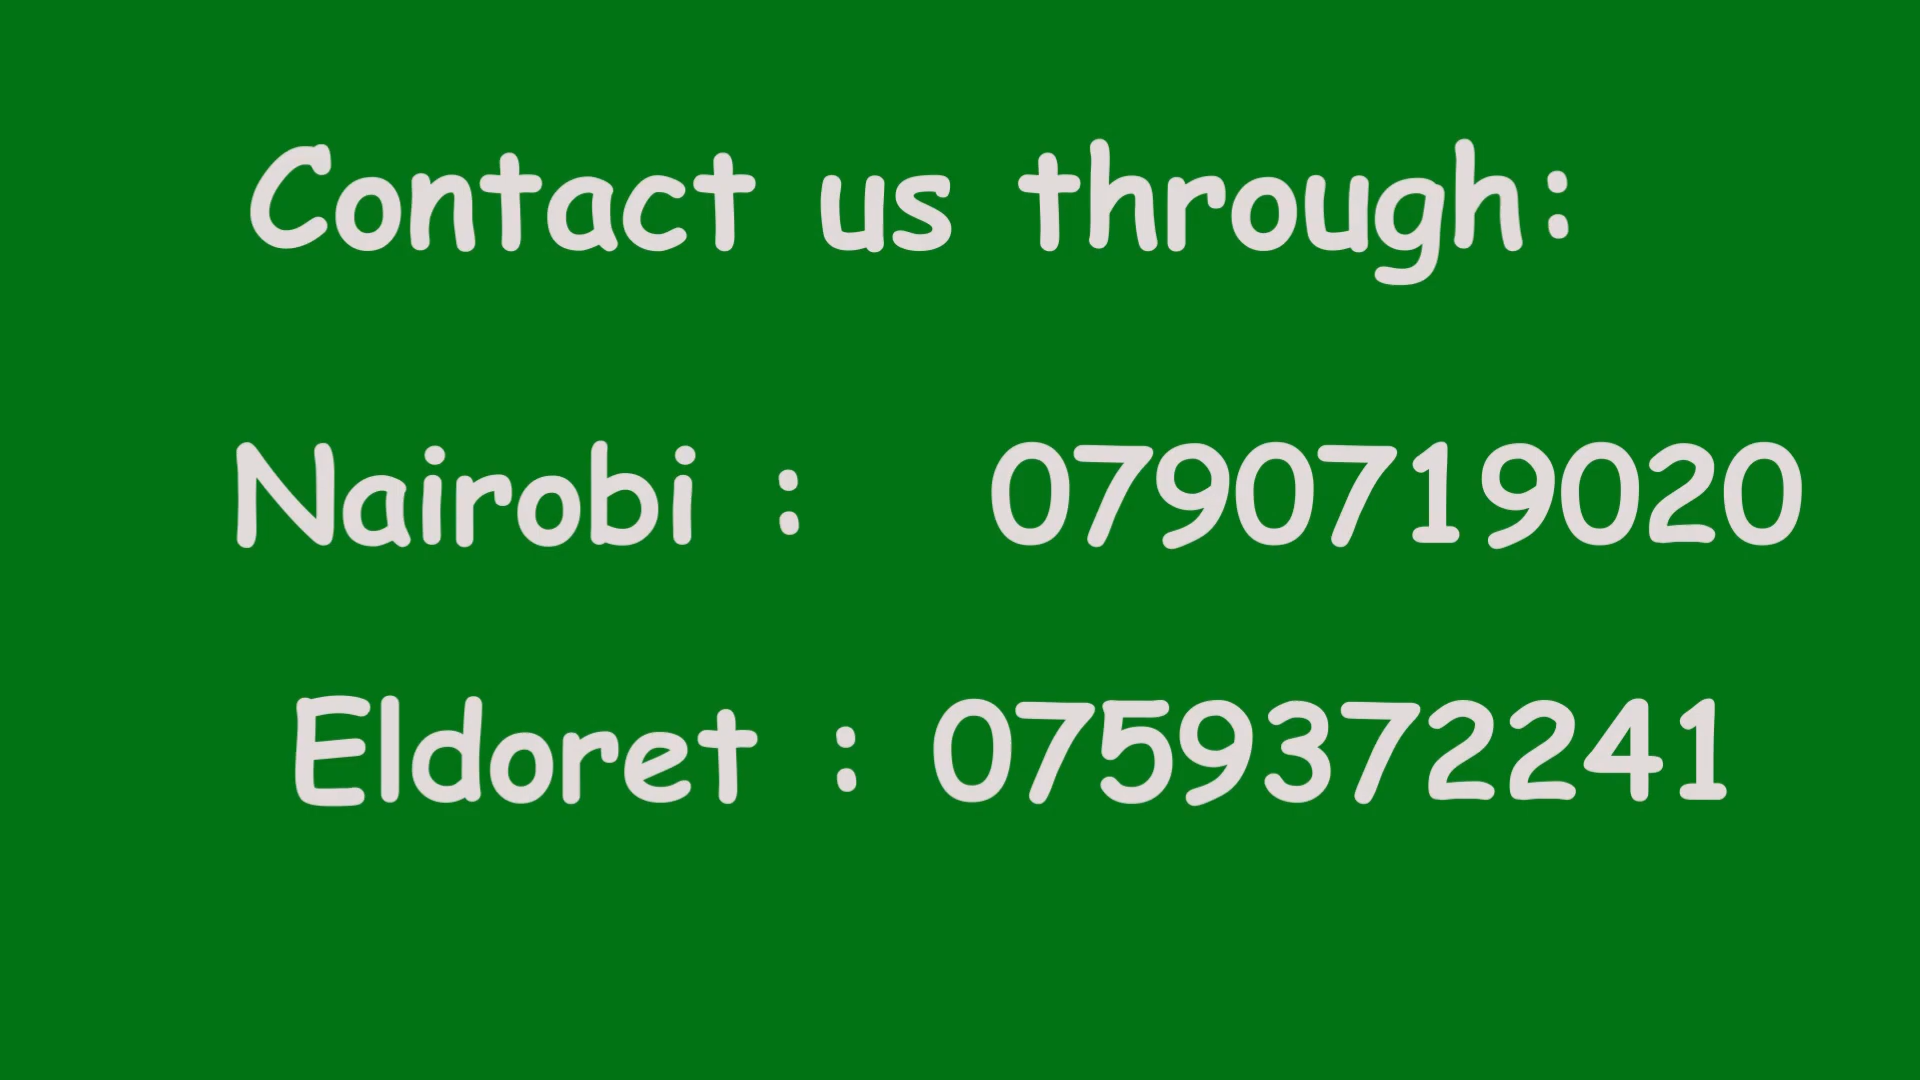 Contact us through:
Nairobi : 0790719020
Eldoret : 0759372241